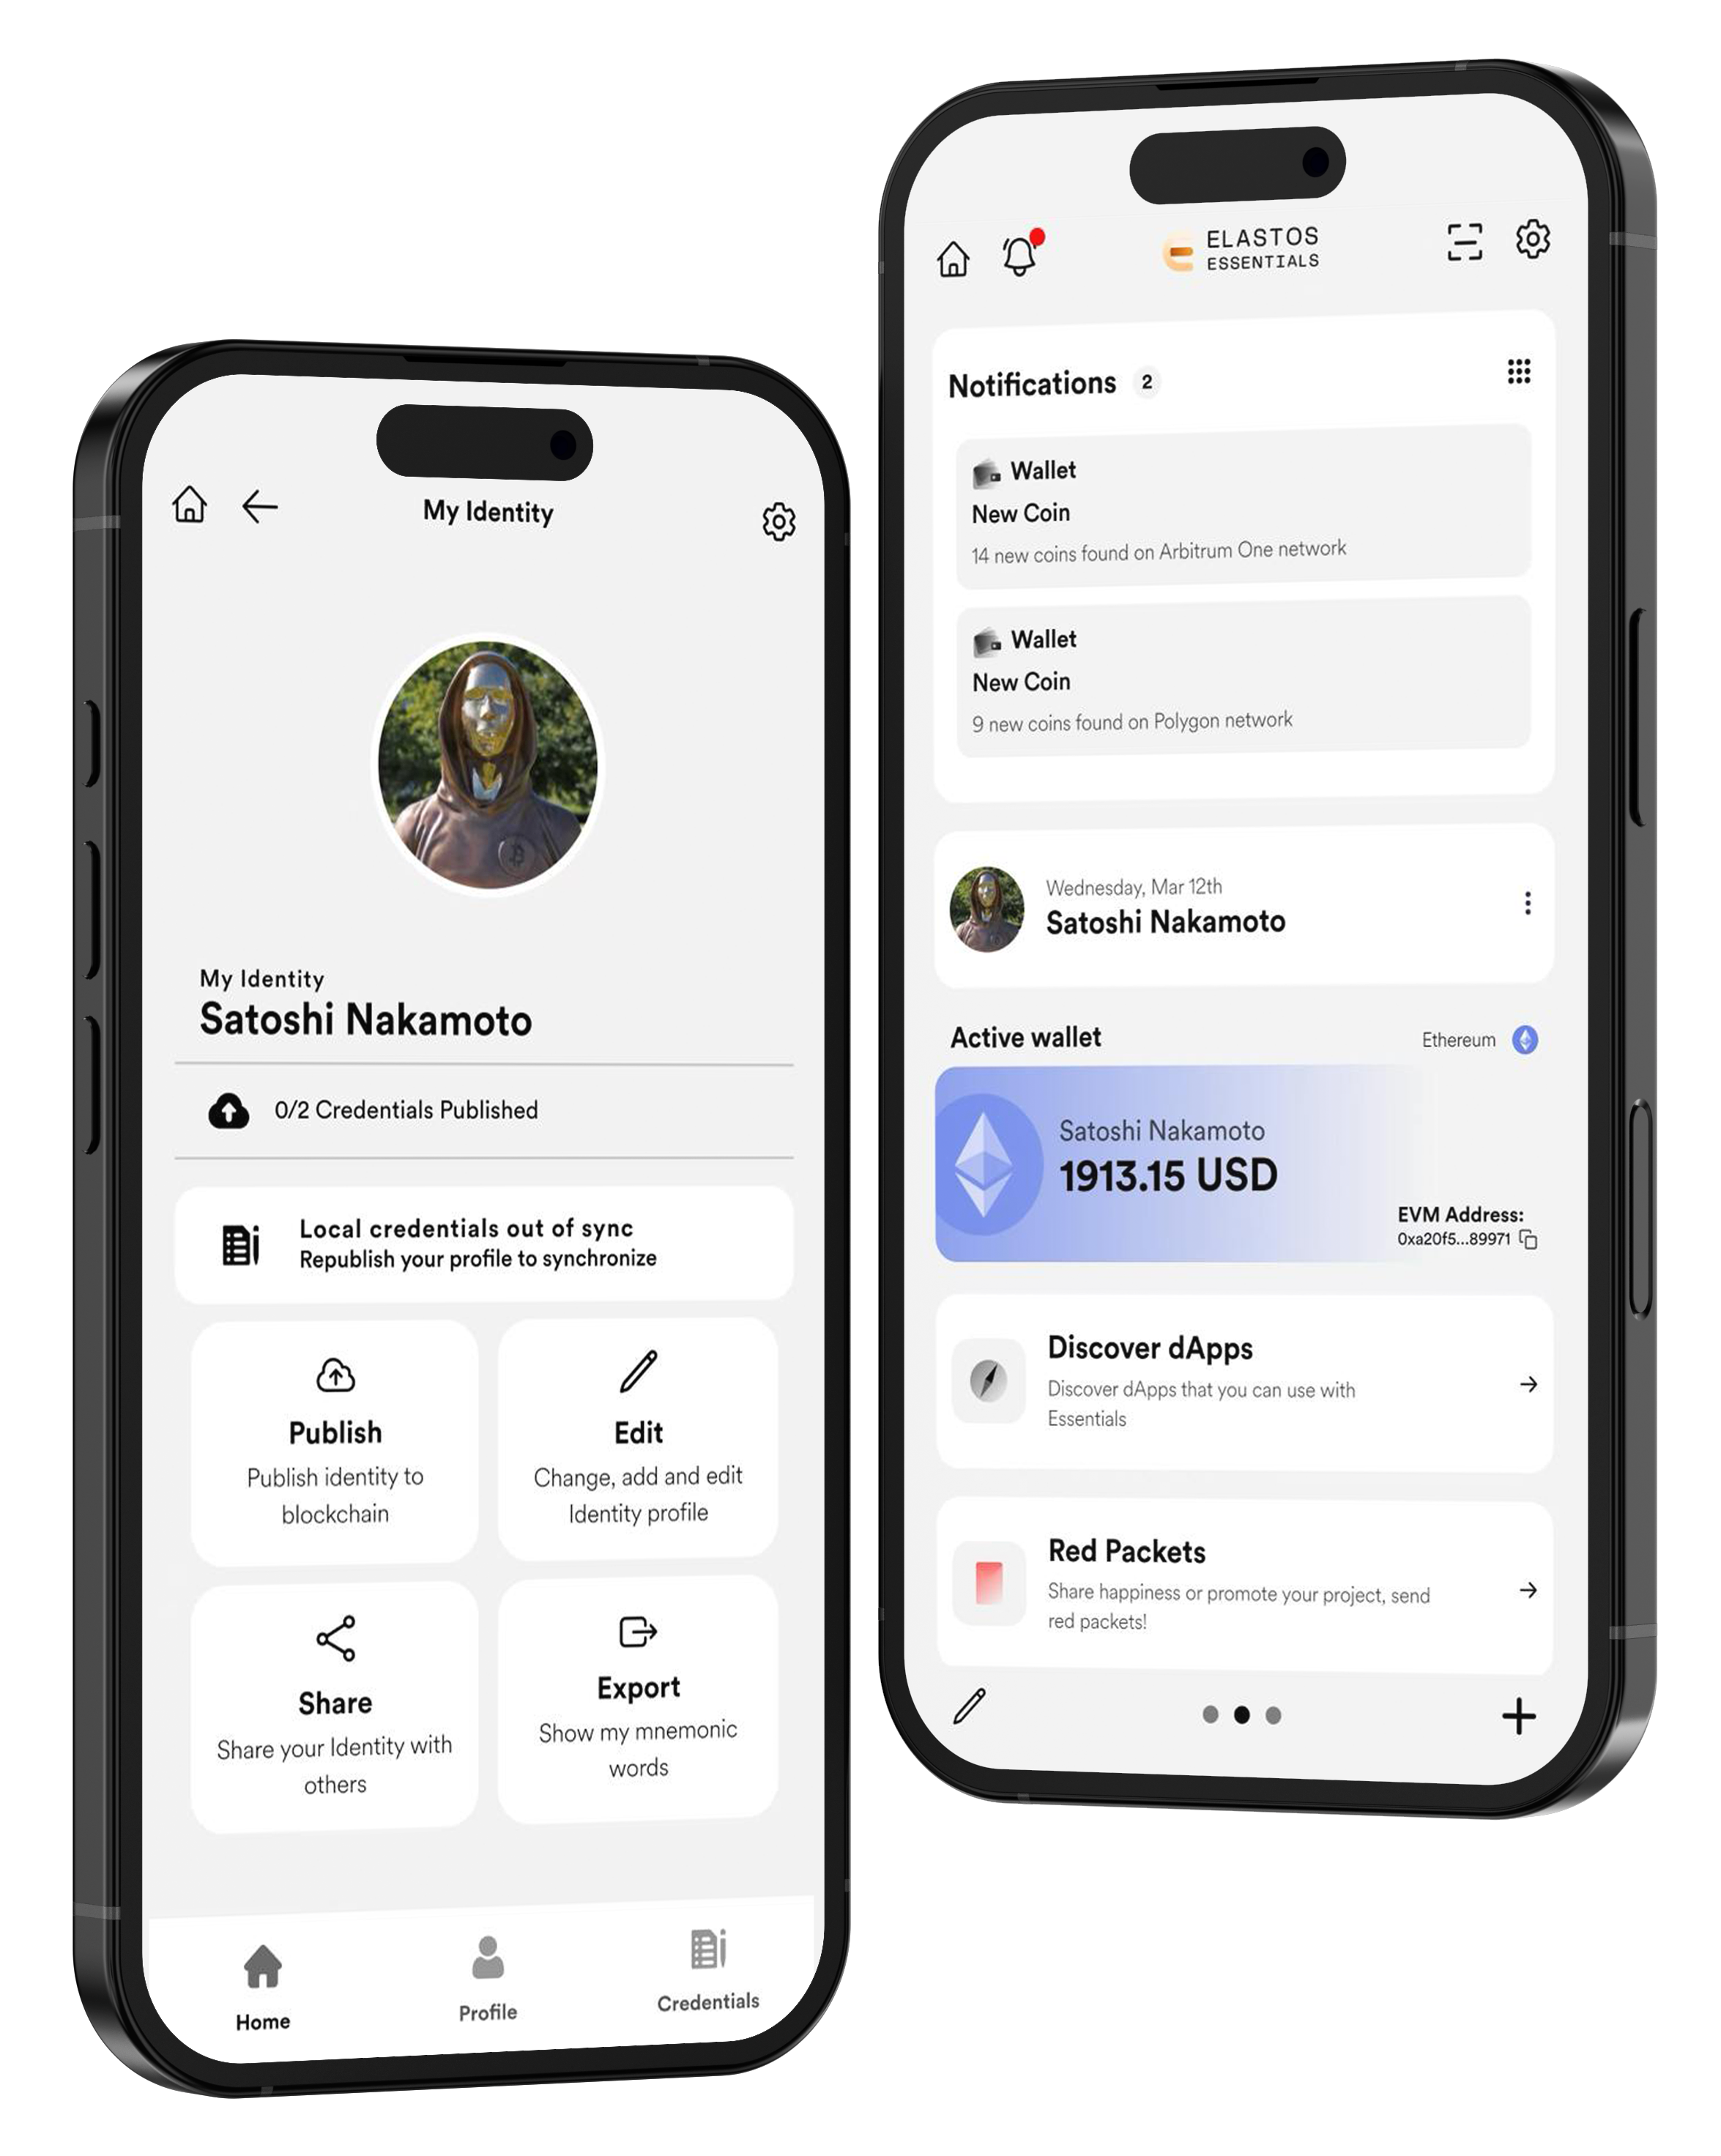 My Identity
My Identity
Satoshi Nakamoto
0/2 Credentials Published
Local credentials out of sync
Republish your profile to synchronize
Publish
Publish identity to
blockchain
Edit
Change, add and edit
Identity profile
Share
Share your Identity with
others
Export
Show my mnemonic
words
Home
Profile
Credentials
ELASTOS
ESSENTIALS
Notifications 2
Wallet
New Coin
14 new coins found on Arbitrum One network
Wallet
New Coin
9 new coins found on Polygon network
Wednesday, Mar 12th
Satoshi Nakamoto
Active wallet
Ethereum
Satoshi Nakamoto
1913.15 USD
EVM Address:
0xa20f5...89971
Discover dApps
Discover dApps that you can use with
Essentials
Red Packets
Share happiness or promote your project, send
red packets!